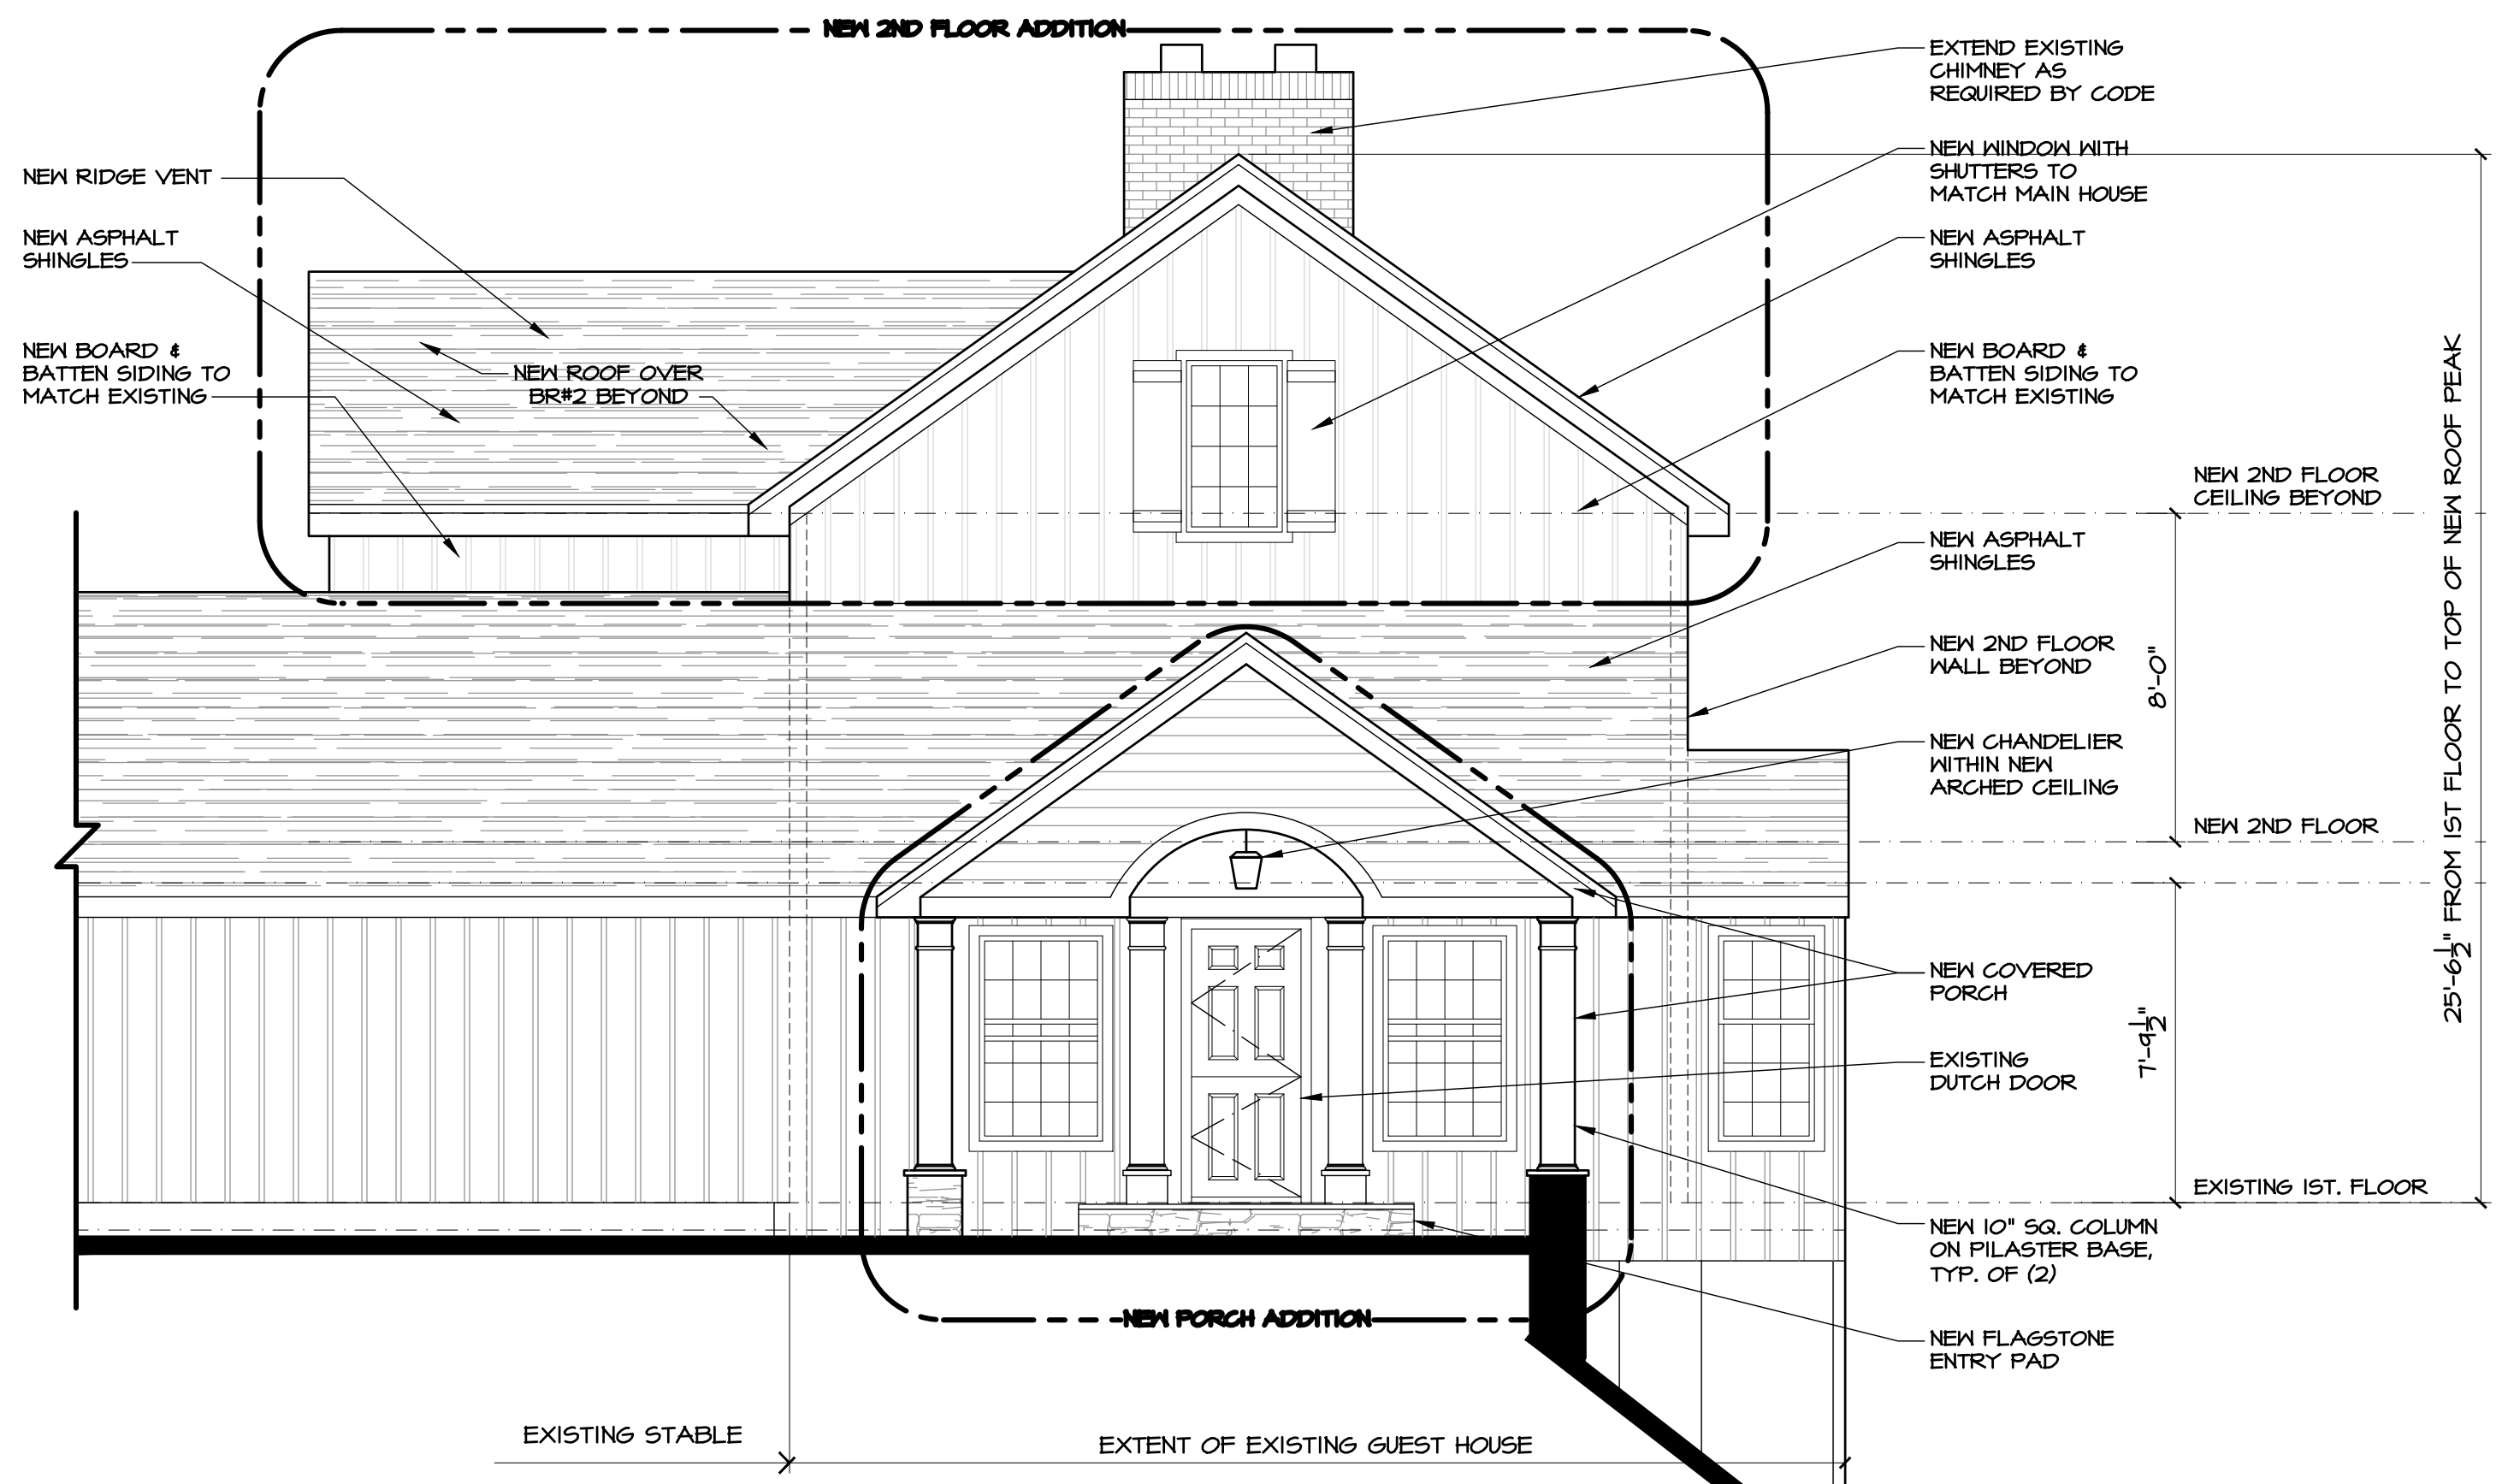 NEW 2ND FLOOR ADDITION
EXTEND EXISTING
CHIMNEY AS
REQUIRED BY CODE
NEW WINDOW WITH
SHUTTERS TO
MATCH MAIN HOUSE
NEW RIDGE VENT
NEW ASPHALT
SHINGLES
NEW ASPHALT
SHINGLES
NEW BOARD &
BATTEN SIDING TO
MATCH EXISTING
NEW ROOF OVER
BR#2 BEYOND
NEW BOARD &
BATTEN SIDING TO
MATCH EXISTING
NEW 2ND FLOOR
CEILING BEYOND
NEW ASPHALT
SHINGLES
NEW 2ND FLOOR
WALL BEYOND
8'-0"
25'-6½" FROM 1ST FLOOR TO TOP OF NEW ROOF PEAK
NEW CHANDELIER
WITHIN NEW
ARCHED CEILING
NEW 2ND FLOOR
NEW COVERED
PORCH
7'-9½"
EXISTING
DUTCH DOOR
EXISTING 1ST. FLOOR
NEW 10" SQ. COLUMN
ON PILASTER BASE,
TYP. OF (2)
NEW PORCH ADDITION
NEW FLAGSTONE
ENTRY PAD
EXISTING STABLE
EXTENT OF EXISTING GUEST HOUSE